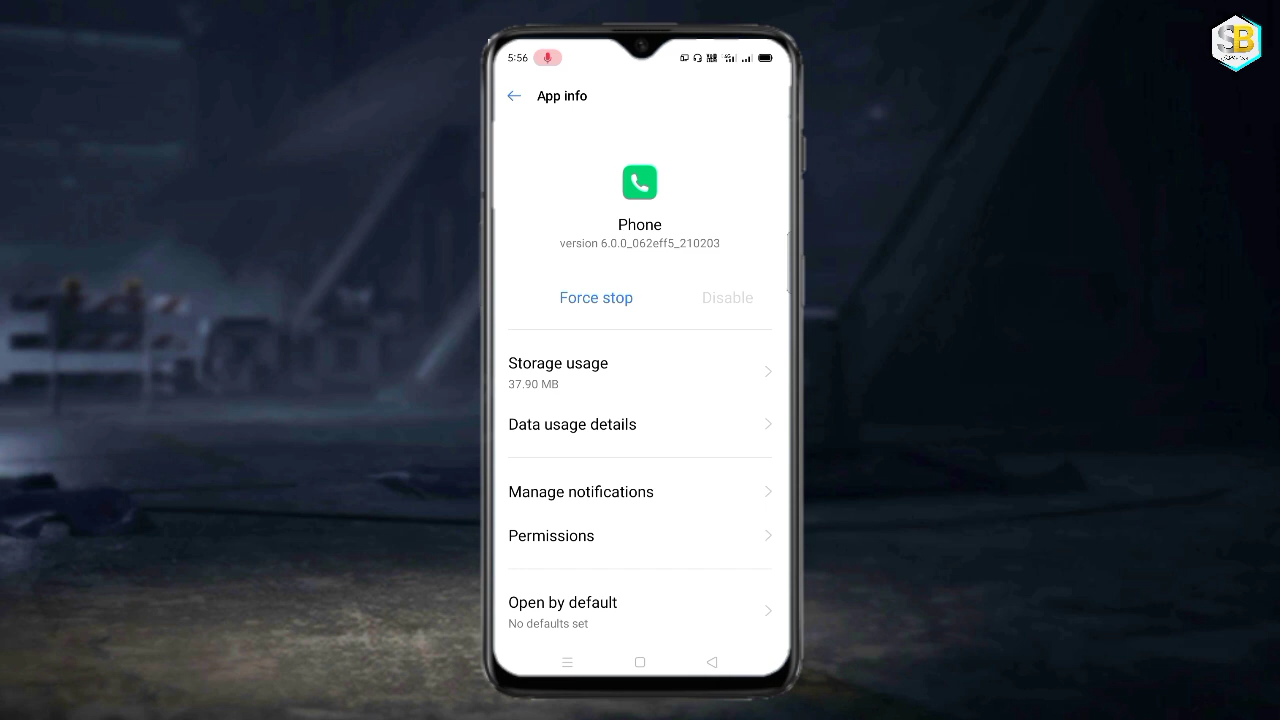 SB
5:56
App info
Phone
version 6.0.0_062eff5_210203
Force stop
Disable
Storage usage
37.90 MB
Data usage details
Manage notifications
Permissions
Open by default
No defaults set